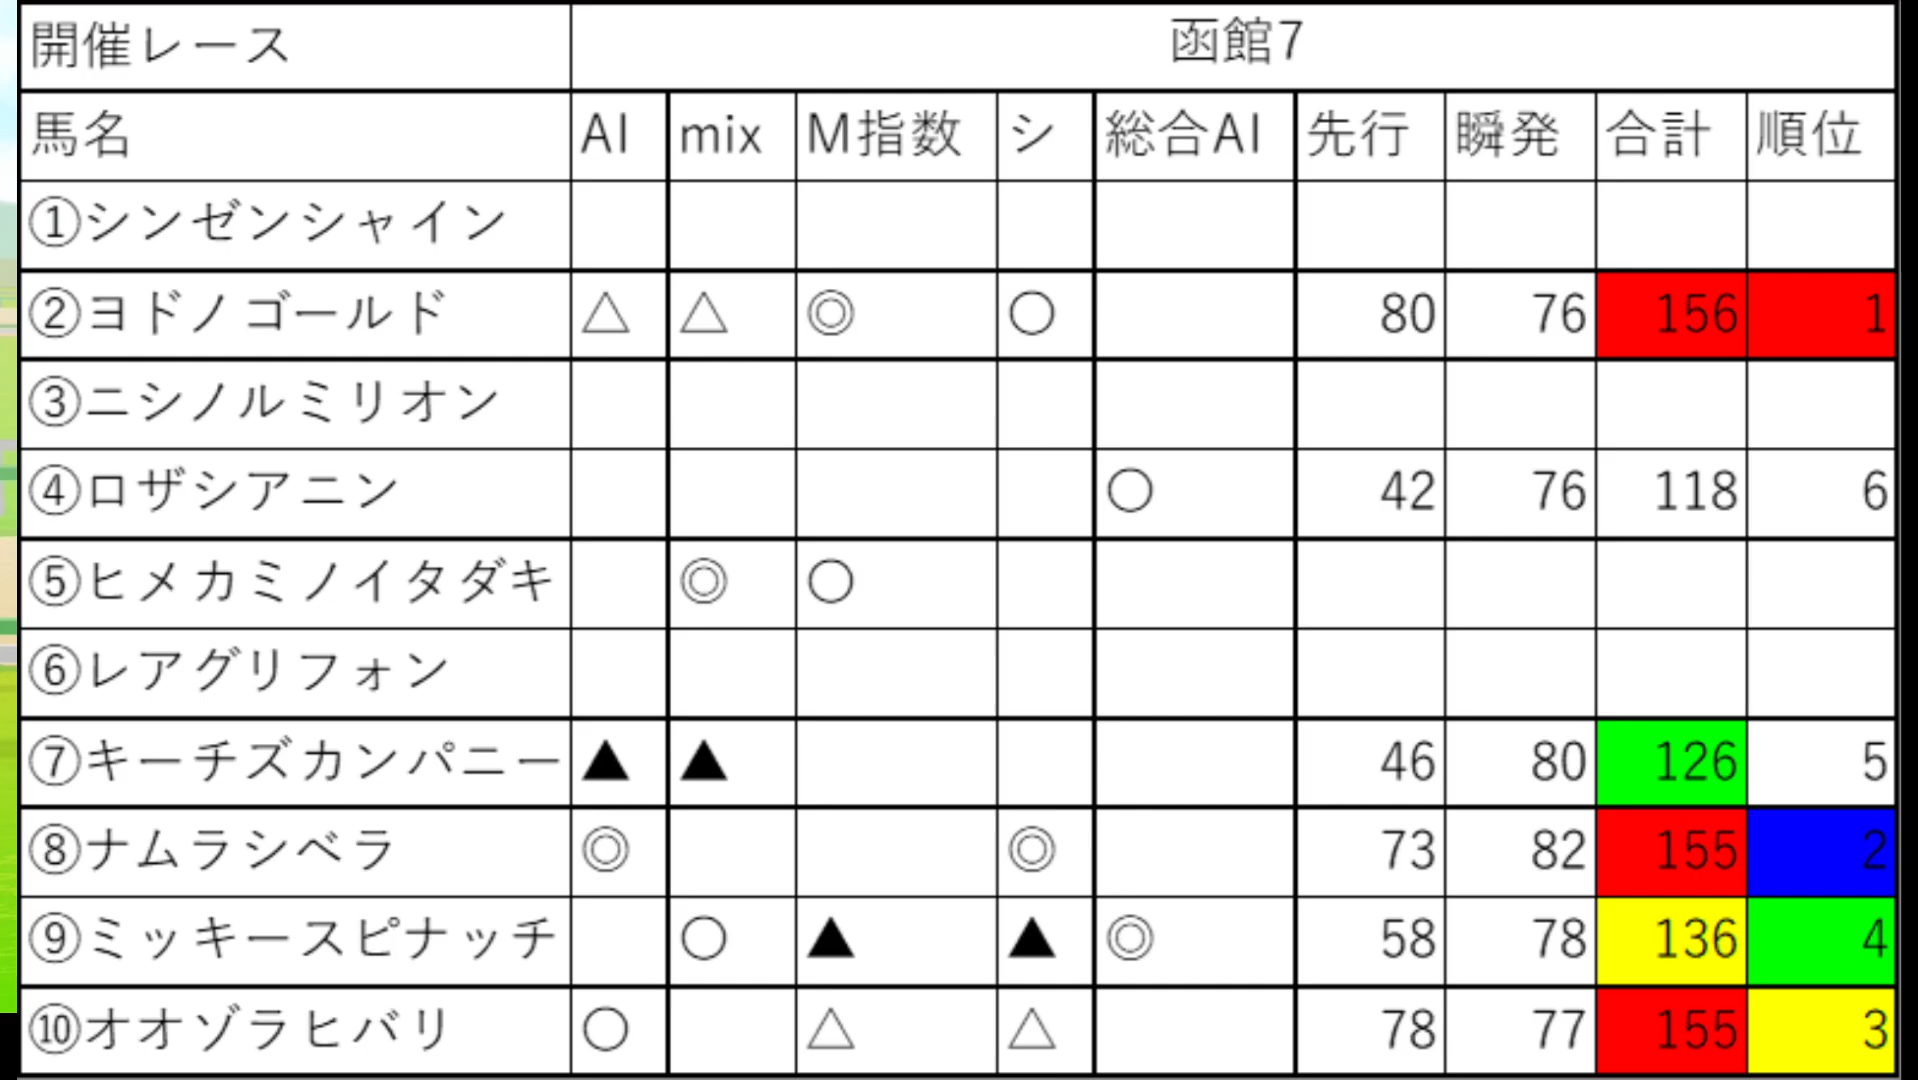 開催レース 函館7
馬名 AI mix M指数 シ 総合AI 先行 瞬発 合計 順位
①シンゼンシャイン
②ヨドノゴールド △ △ ◎ ○ 80 76 156 1
③ニシノルミリオン
④ロザシアニン ○ 42 76 118 6
⑤ヒメカミノイタダキ ◎ ○
⑥レアグリフォン
⑦キーチズカンパニー ▲ ▲ 46 80 126 5
⑧ナムラシベラ ◎ ◎ 73 82 155 2
⑨ミッキースピナッチ ○ ▲ ▲ ◎ 58 78 136 4
⑩オオゾラヒバリ ○ △ △ 78 77 155 3